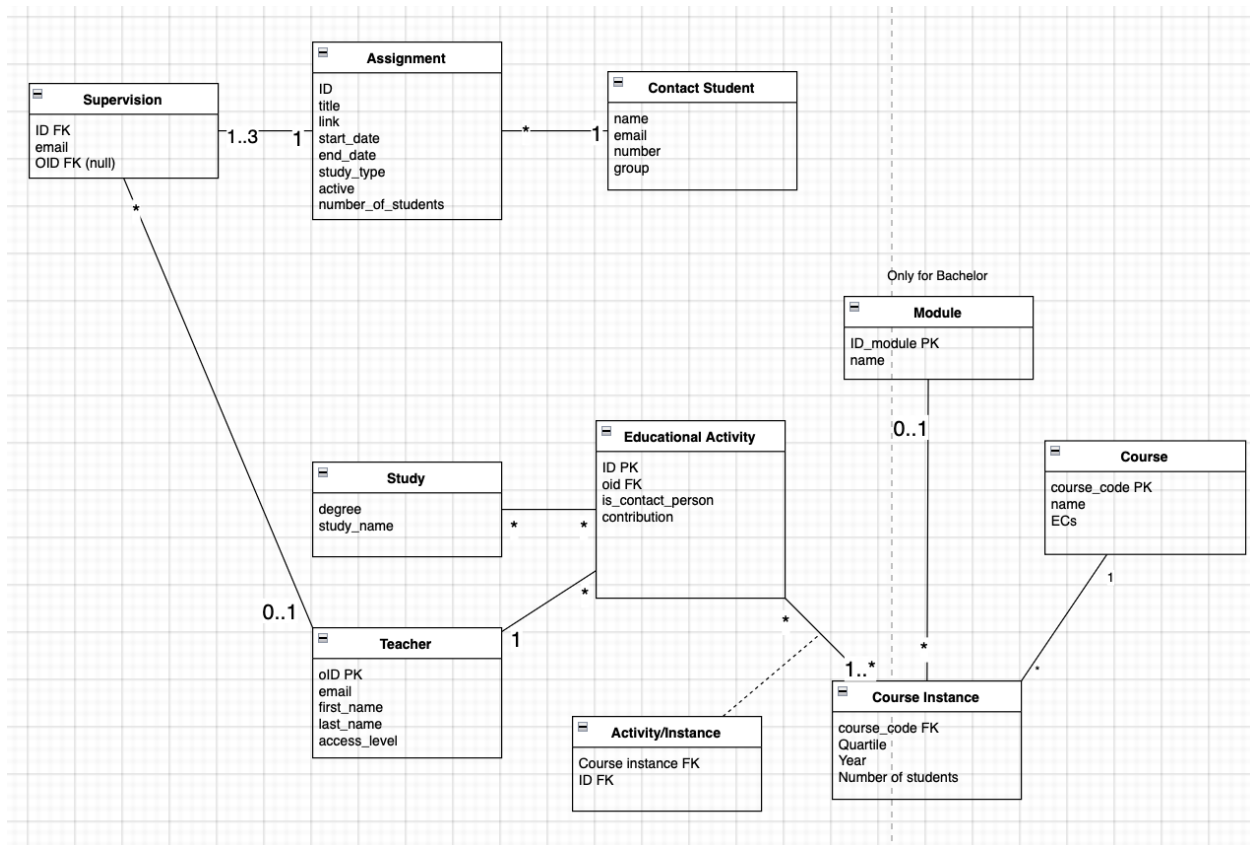 Assignment
ID
title
link
start_date
end_date
study_type
active
number_of_students
Supervision
ID FK
email
OID FK (null)
1..3
1
*
1
Contact Student
name
email
number
group
*
Only for Bachelor
Module
ID_module PK
name
0..1
Educational Activity
ID PK
oid FK
is_contact_person
contribution
Course
course_code PK
name
ECs
Study
degree
study_name
*
*
*
1
0..1
1
*
*
1..*
*
Teacher
oID PK
email
first_name
last_name
access_level
Course Instance
course_code FK
Quartile
Year
Number of students
Activity/Instance
Course instance FK
ID FK